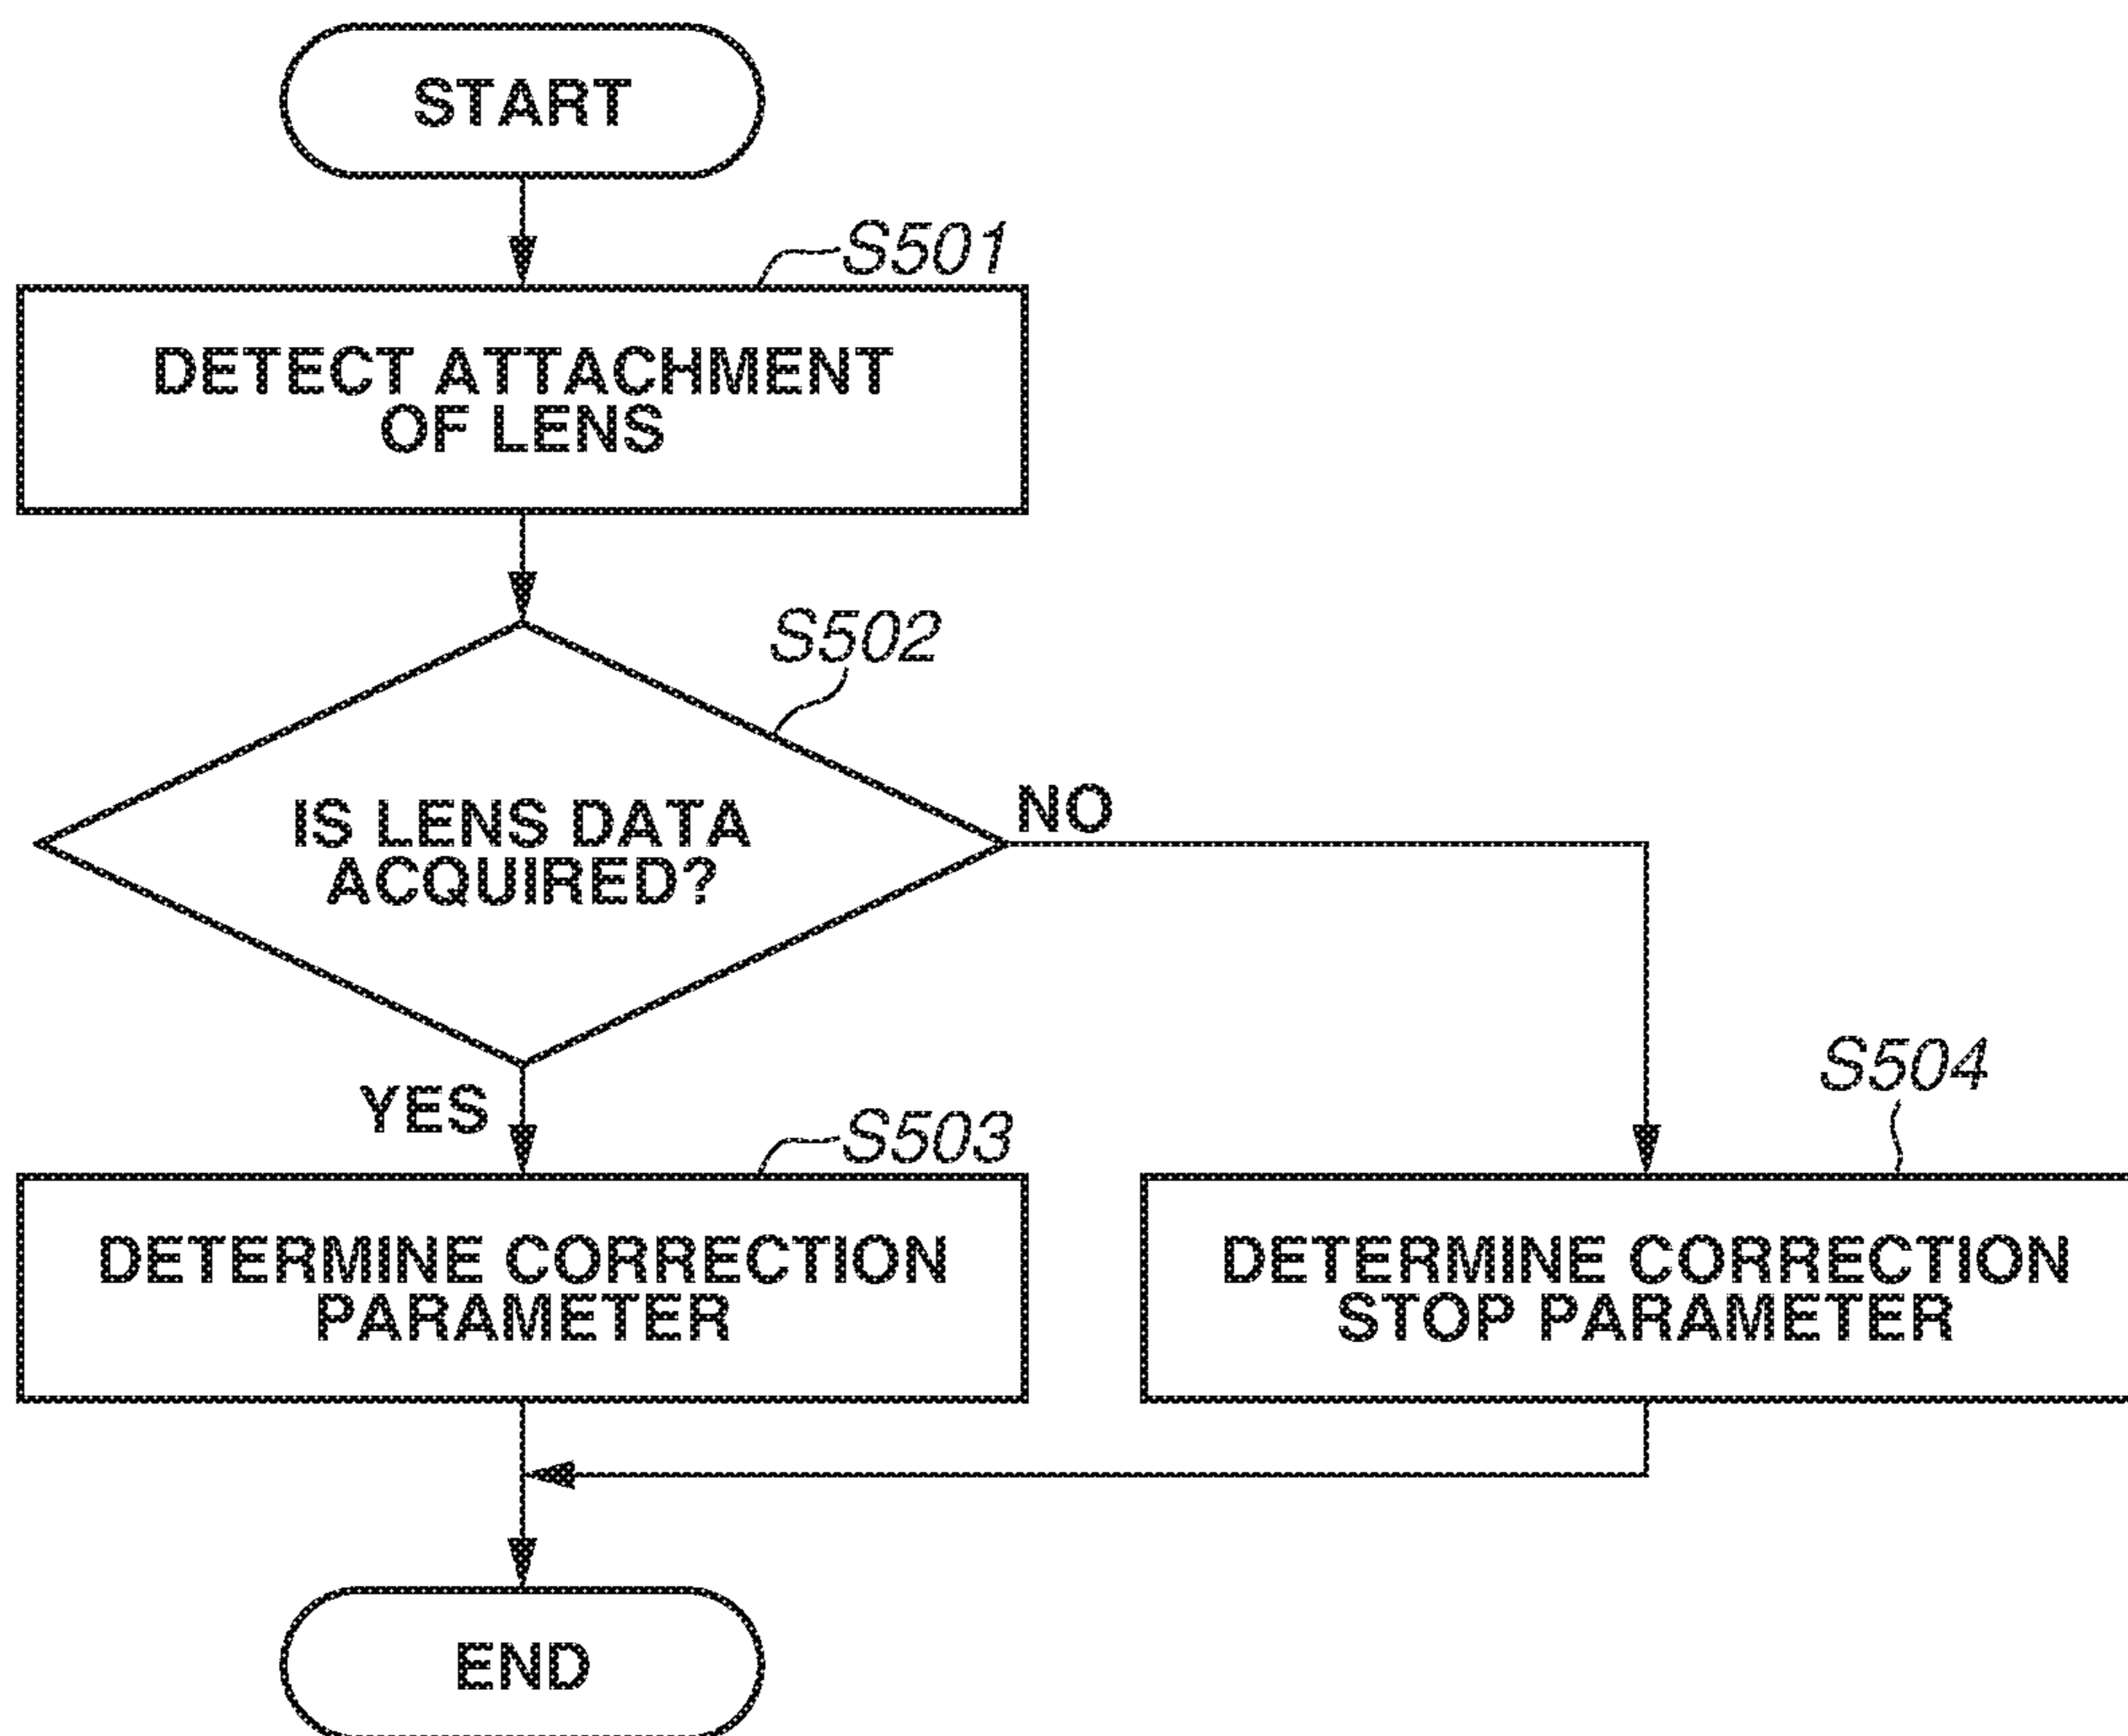 START
S501
DETECT ATTACHMENT
OF LENS
S502
IS LENS DATA
ACQUIRED?
NO
YES
S503
DETERMINE CORRECTION
PARAMETER
S504
DETERMINE CORRECTION
STOP PARAMETER
END